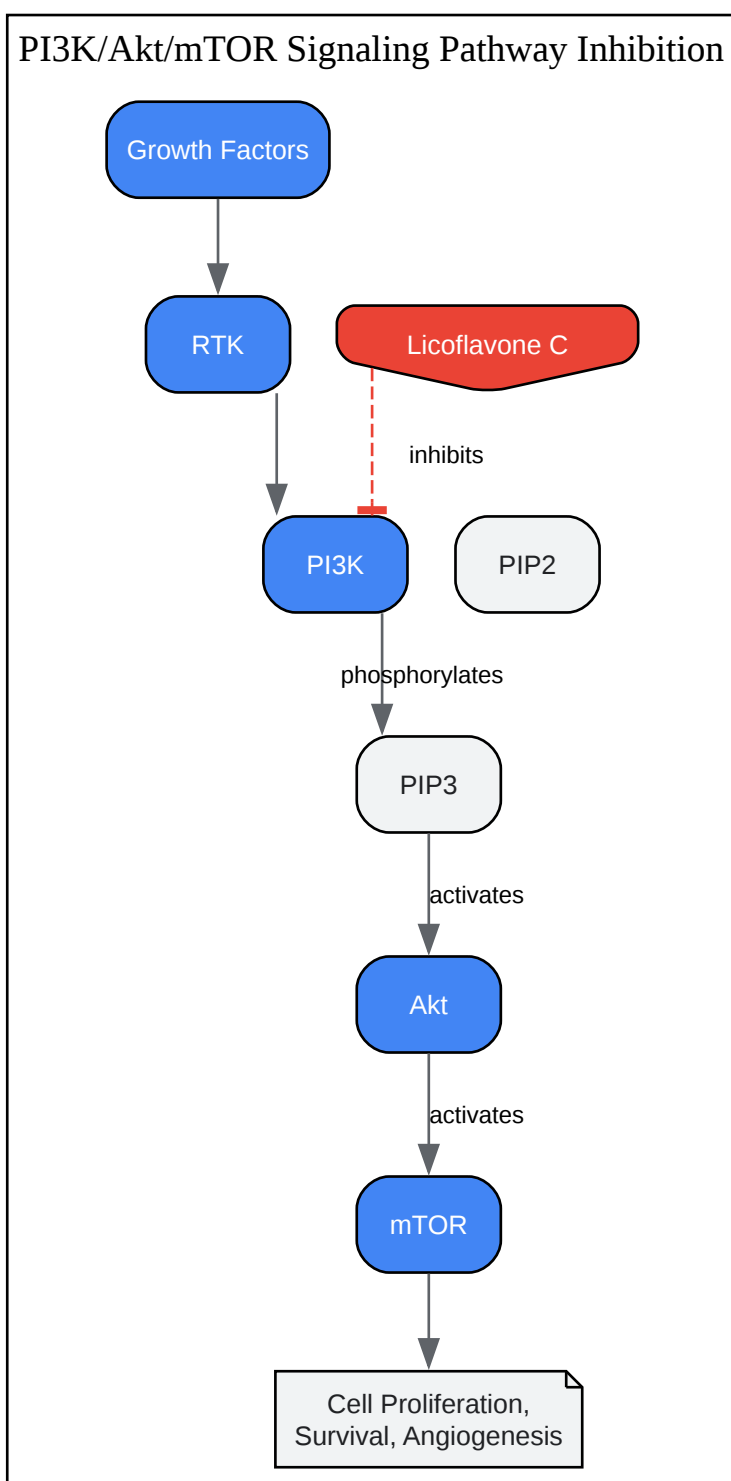 PI3K/Akt/mTOR Signaling Pathway Inhibition
Growth Factors
RTK
Licoflavone C
inhibits
PI3K
PIP2
phosphorylates
PIP3
activates
Akt
activates
mTOR
Cell Proliferation,
Survival, Angiogenesis